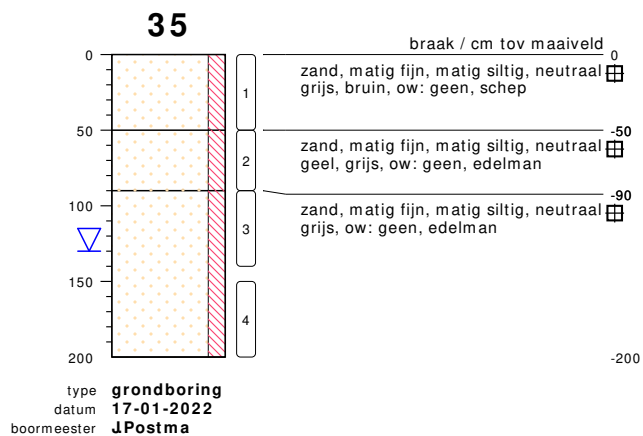 35
braak / cm tov maaiveld
0
0
zand, matig fijn, matig siltig, neutraal
grijs, bruin, ow: geen, schep
1
50
-50
zand, matig fijn, matig siltig, neutraal
geel, grijs, ow: geen, edelman
2
-90
100
zand, matig fijn, matig siltig, neutraal
grijs, ow: geen, edelman
3
150
4
200
-200
type grondboring
datum 17-01-2022
boormeester J.Postma